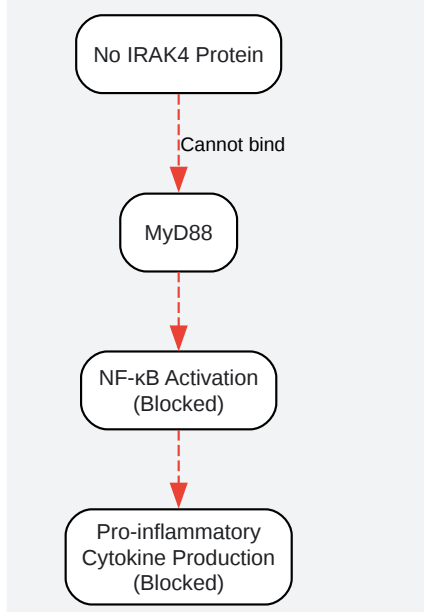 No IRAK4 Protein
Cannot bind
MyD88
NF-κB Activation
(Blocked)
Pro-inflammatory
Cytokine Production
(Blocked)